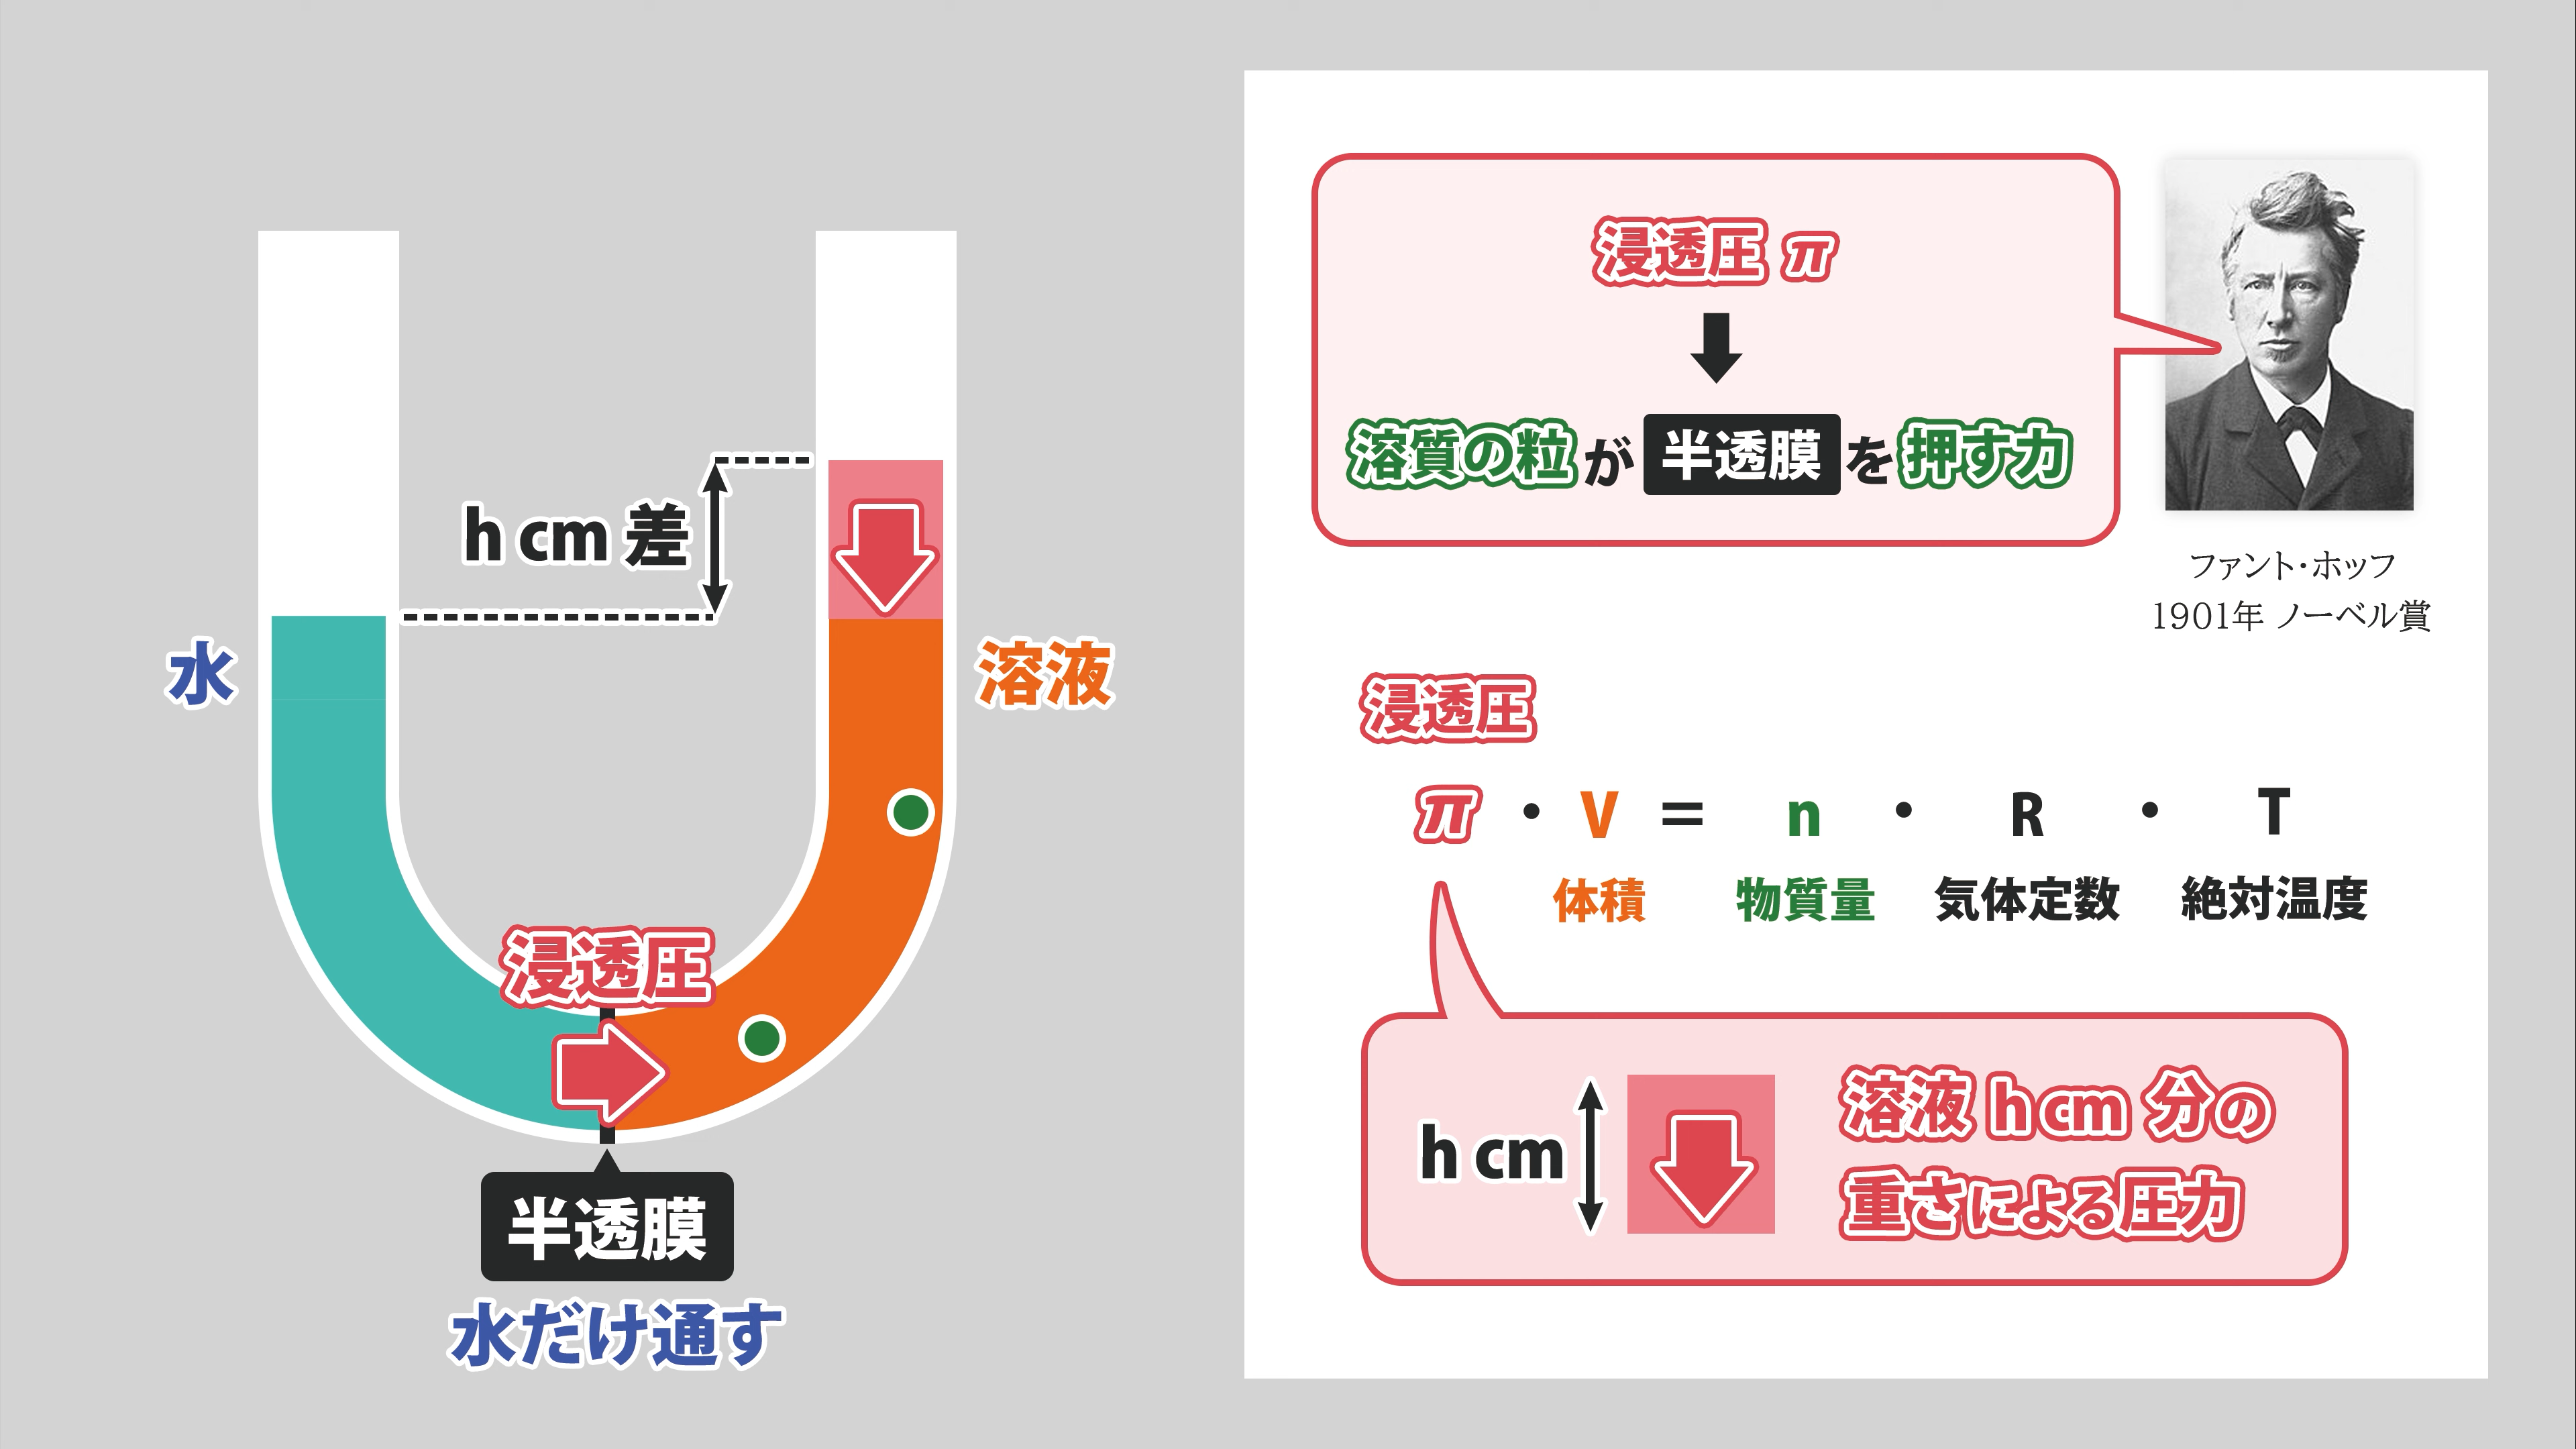 h cm 差
水
溶液
浸透圧
半透膜
水だけ通す
浸透圧 π
溶質の粒が半透膜を押す力
ファント・ホッフ
1901年 ノーベル賞
浸透圧
π・V = n・R・T
体積 物質量 気体定数 絶対温度
h cm
溶液 h cm 分の
重さによる圧力